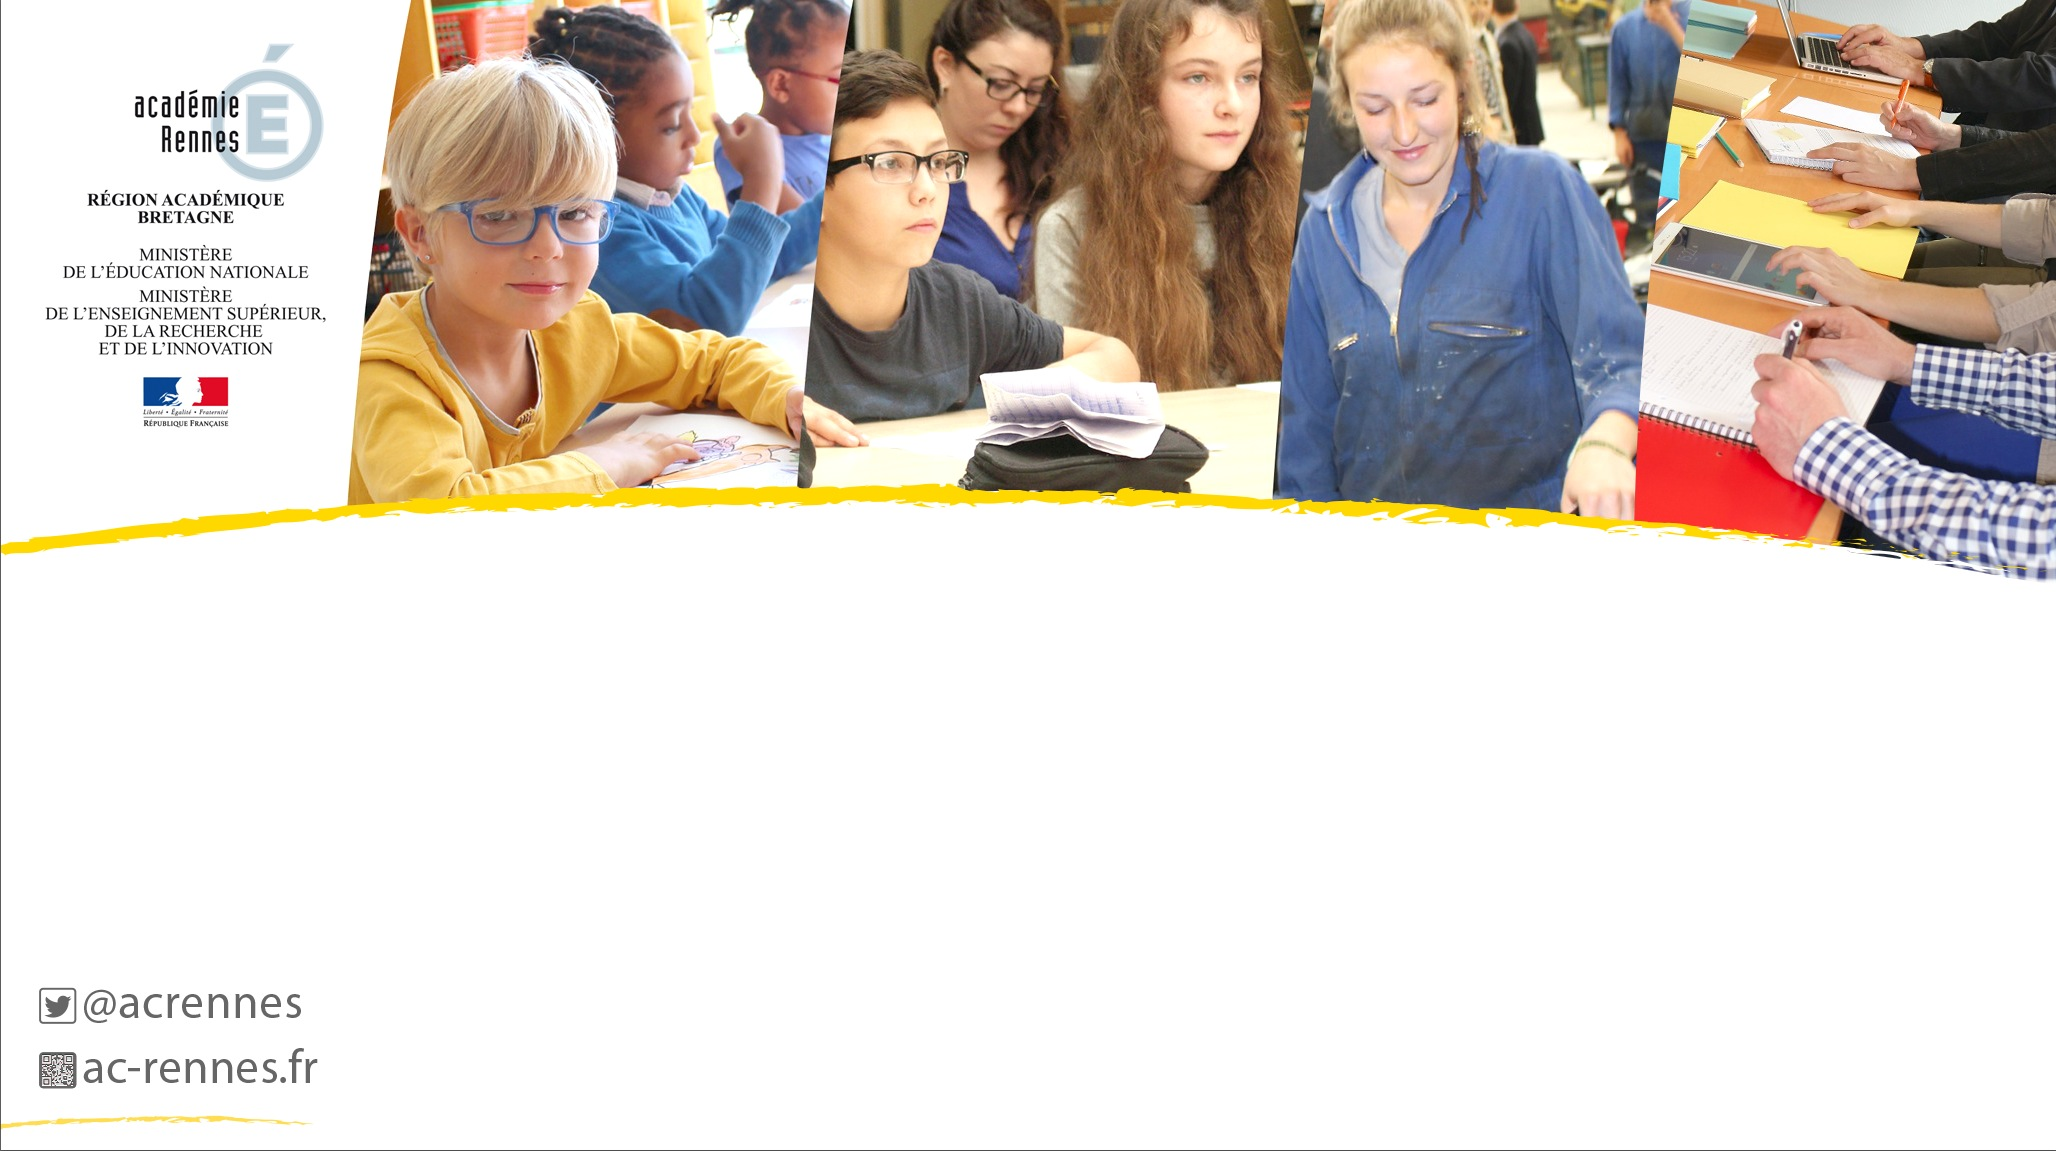 académie
Rennes
É
RÉGION ACADÉMIQUE
BRETAGNE
MINISTÈRE
DE L’ÉDUCATION NATIONALE
MINISTÈRE
DE L’ENSEIGNEMENT SUPÉRIEUR,
DE LA RECHERCHE
ET DE L’INNOVATION
Liberté • Égalité • Fraternité
RÉPUBLIQUE FRANÇAISE
@acrennes
ac-rennes.fr